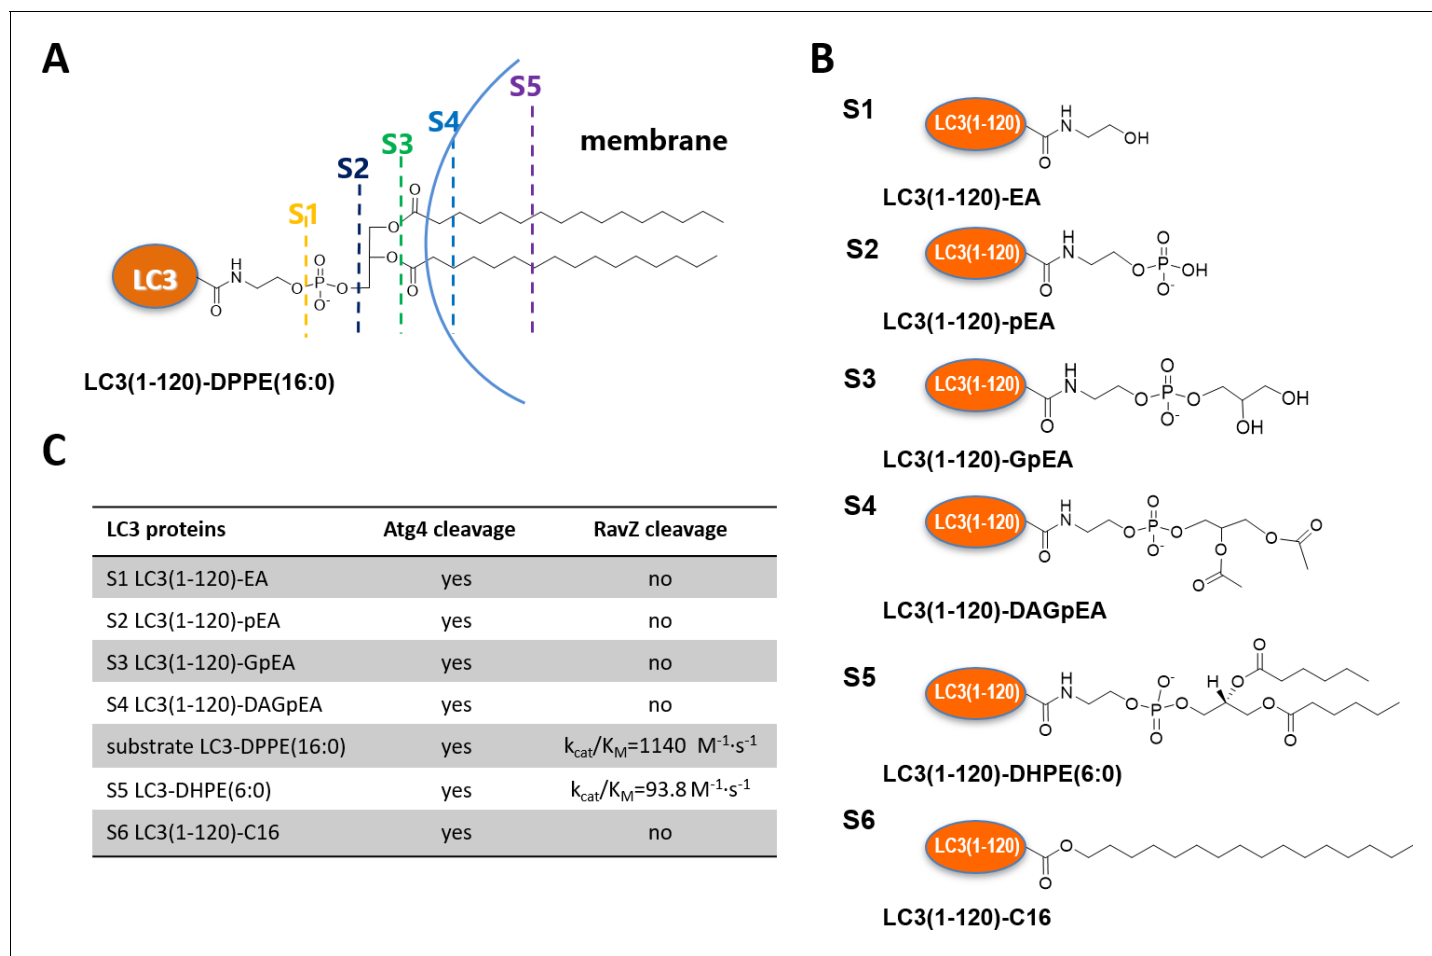 A
S1
S2
S3
S4
S5
membrane
LC3
H
N
O
O
O
P
O-
O
O
O
O
O
LC3(1-120)-DPPE(16:0)
B
S1
LC3(1-120)
H
N
O
OH
LC3(1-120)-EA
S2
LC3(1-120)
H
N
O
O
O
P
OH
O-
LC3(1-120)-pEA
S3
LC3(1-120)
H
N
O
O
O
P
O-
O
OH
OH
LC3(1-120)-GpEA
S4
LC3(1-120)
H
N
O
O
O
P
O-
O
O
O
O
O
LC3(1-120)-DAGpEA
S5
LC3(1-120)
H
N
O
O
O-
P
O
O
H
O
O
O
O
LC3(1-120)-DHPE(6:0)
S6
LC3(1-120)
O
O
LC3(1-120)-C16
C
LC3 proteins Atg4 cleavage RavZ cleavage
S1 LC3(1-120)-EA yes no
S2 LC3(1-120)-pEA yes no
S3 LC3(1-120)-GpEA yes no
S4 LC3(1-120)-DAGpEA yes no
substrate LC3-DPPE(16:0) yes kcat/KM=1140 M-1·s-1
S5 LC3-DHPE(6:0) yes kcat/KM=93.8 M-1·s-1
S6 LC3(1-120)-C16 yes no